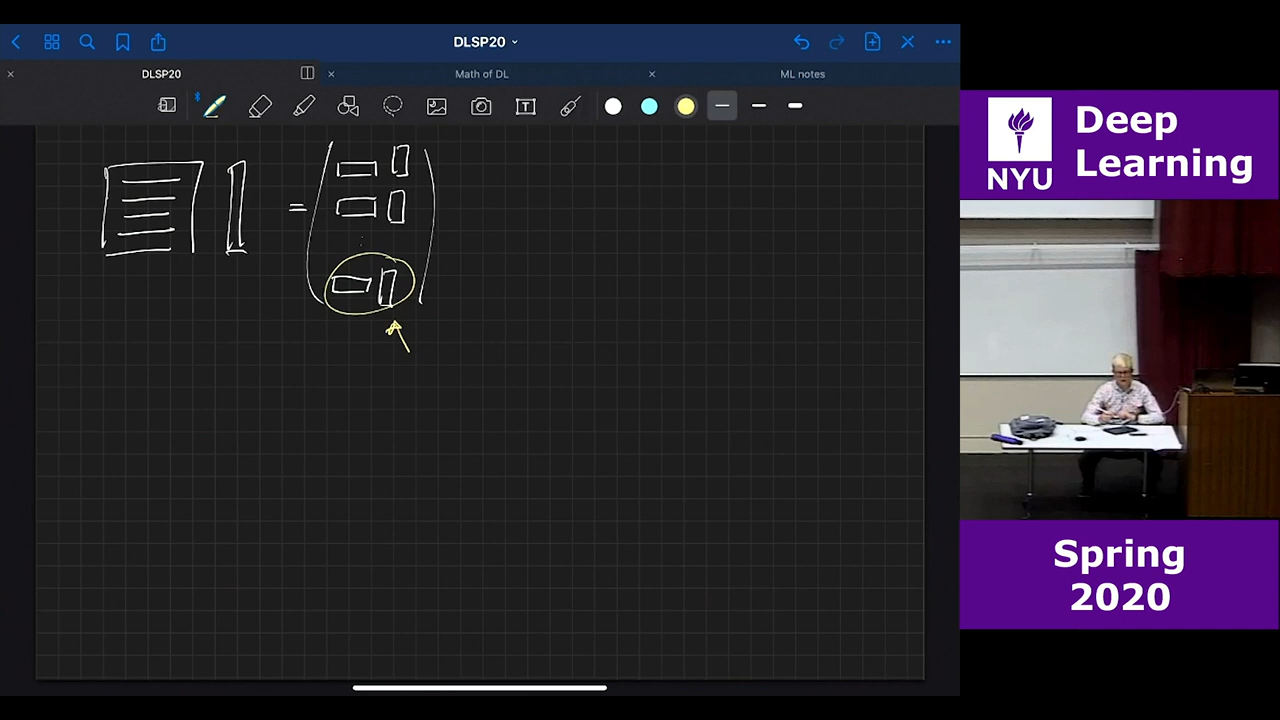 DLSP20
DLSP20
Math of DL
ML notes
T
=
NYU
Deep
Learning
Spring
2020